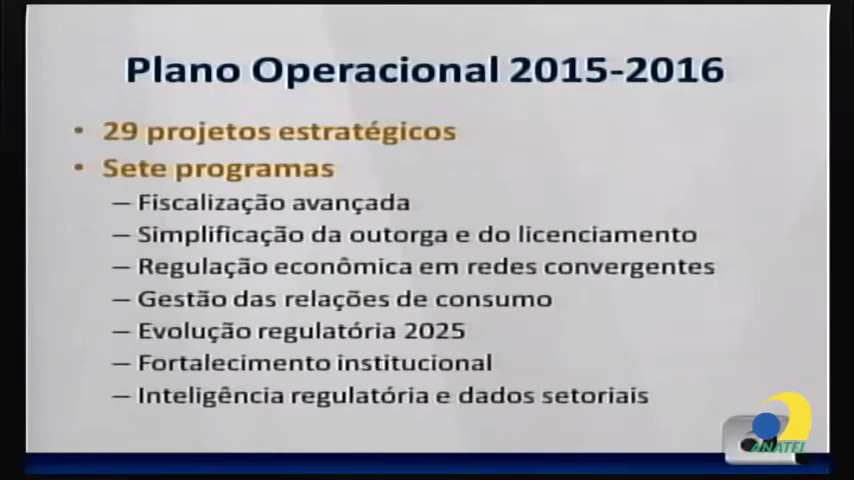 Plano Operacional 2015-2016
• 29 projetos estratégicos
• Sete programas
– Fiscalização avançada
– Simplificação da outorga e do licenciamento
– Regulação econômica em redes convergentes
– Gestão das relações de consumo
– Evolução regulatória 2025
– Fortalecimento institucional
– Inteligência regulatória e dados setoriais
ANATEL